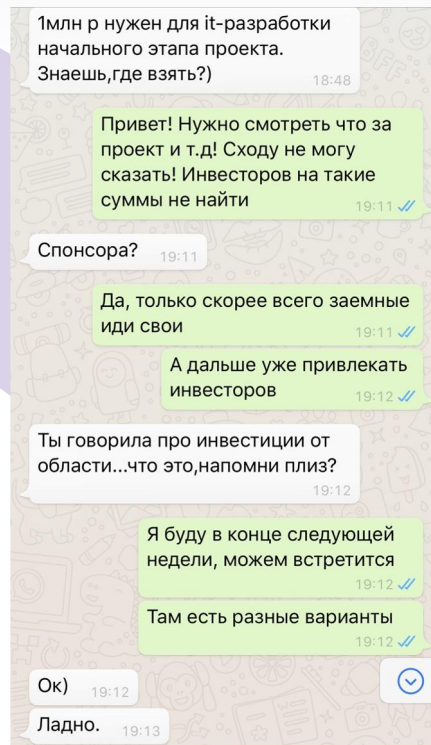 1млн р нужен для it-разработки
начального этапа проекта.
Знаешь,где взять?)
18:48
Привет! Нужно смотреть что за
проект и т.д! Сходу не могу
сказать! Инвесторов на такие
суммы не найти
19:11
Спонсора?
19:11
Да, только скорее всего заемные
иди свои
19:11
А дальше уже привлекать
инвесторов
19:12
Ты говорила про инвестиции от
области...что это,напомни плиз?
19:12
Я буду в конце следующей
недели, можем встретится
19:12
Там есть разные варианты
19:12
Ок)
19:12
Ладно.
19:13